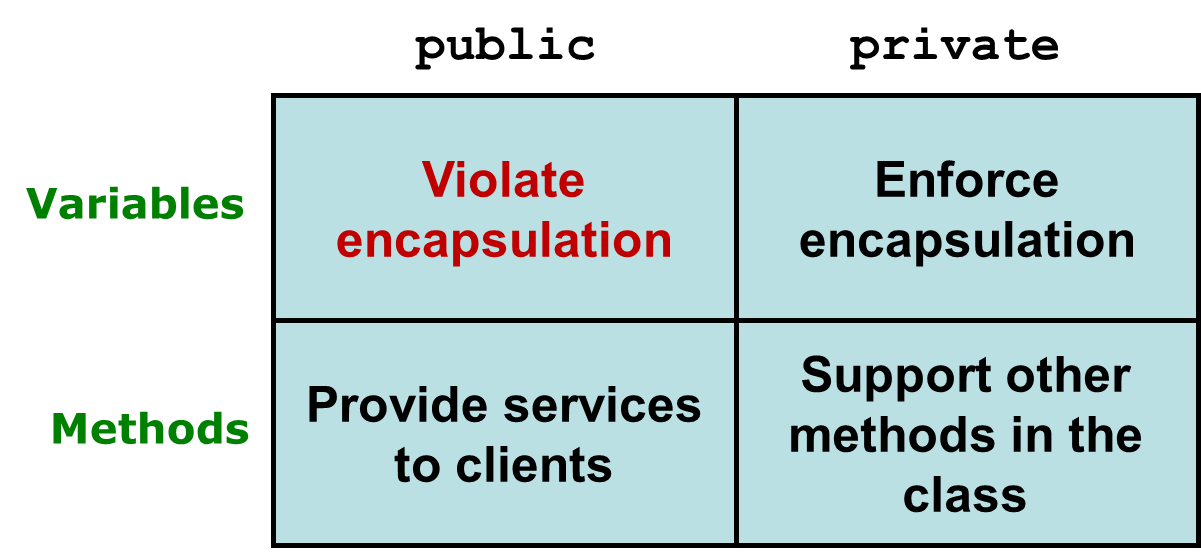 public private
Variables
Violate
encapsulation
Enforce
encapsulation
Methods
Provide services
to clients
Support other
methods in the
class